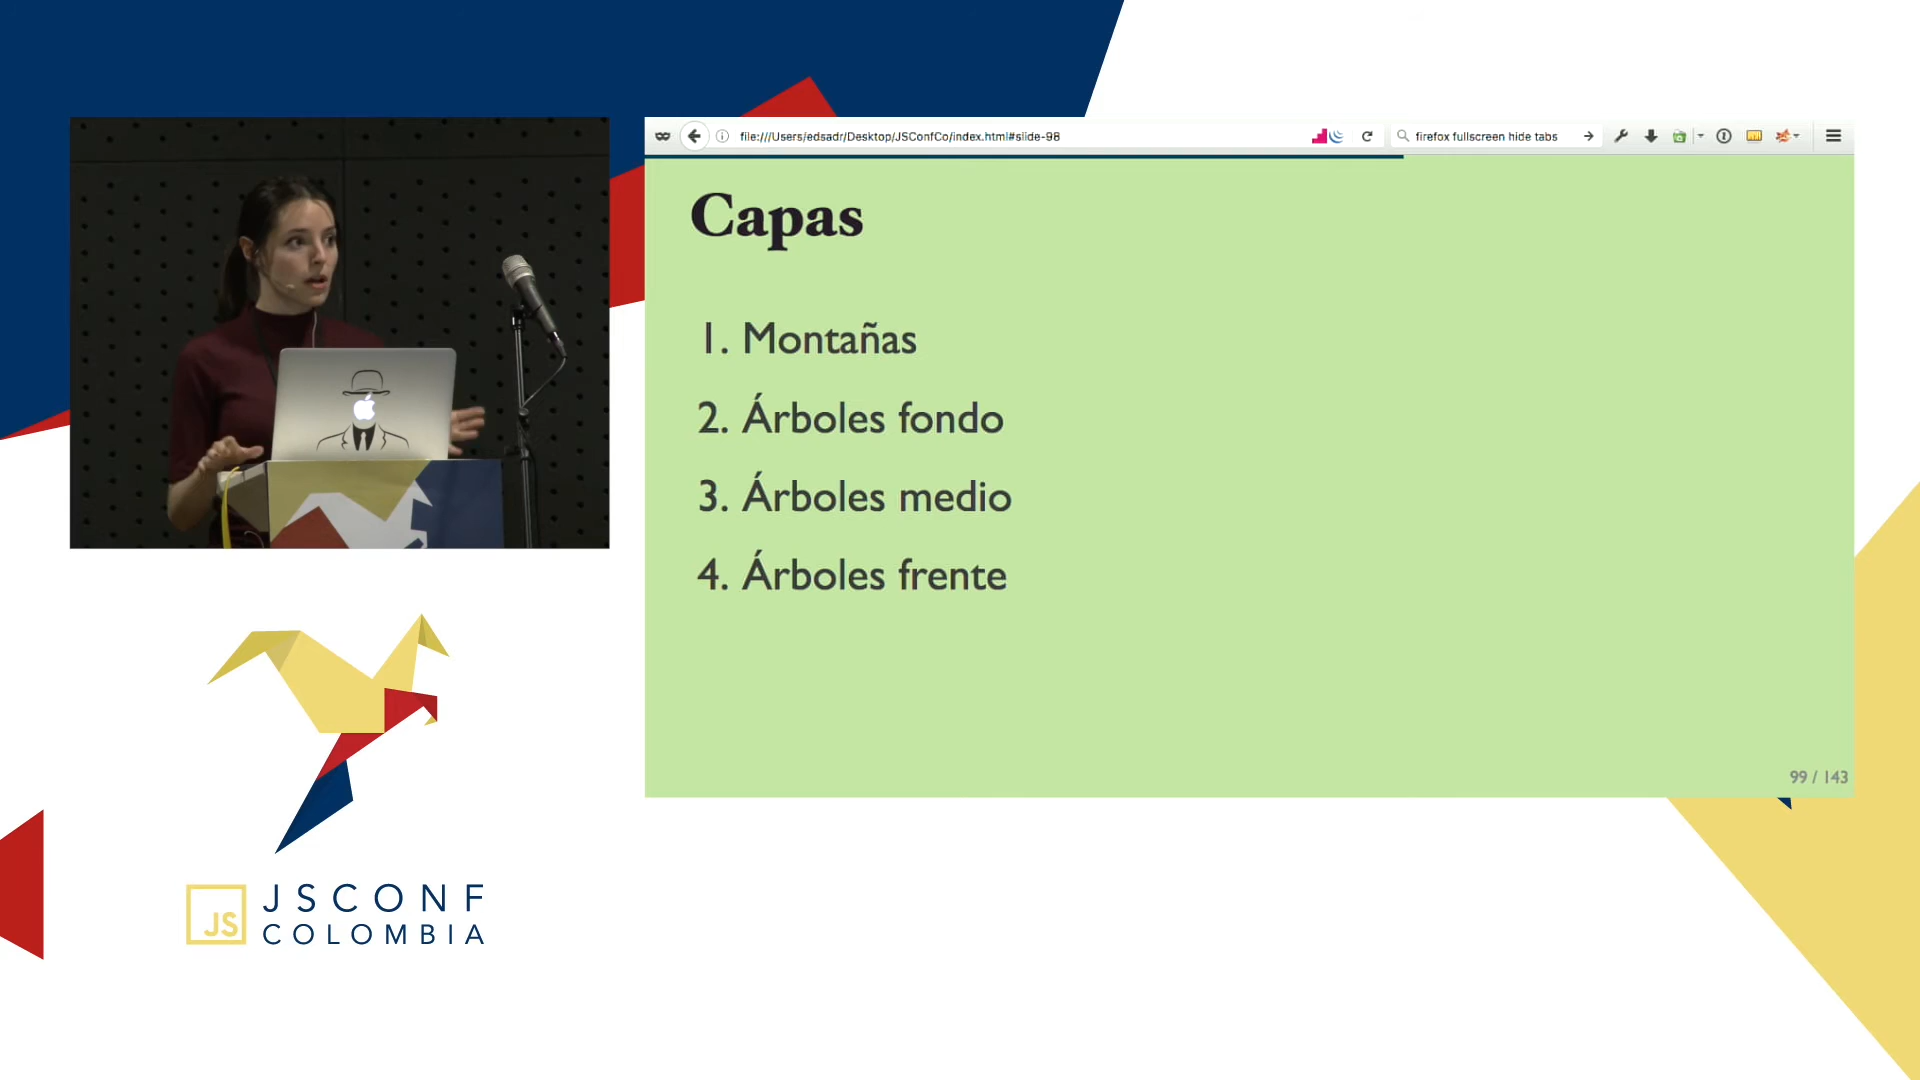 file:///Users/edsadr/Desktop/JSConfCo/index.html#slide-98
firefox fullscreen hide tabs
Capas
1. Montañas
2. Árboles fondo
3. Árboles medio
4. Árboles frente
99 / 143
JS
JSCONF
COLOMBIA